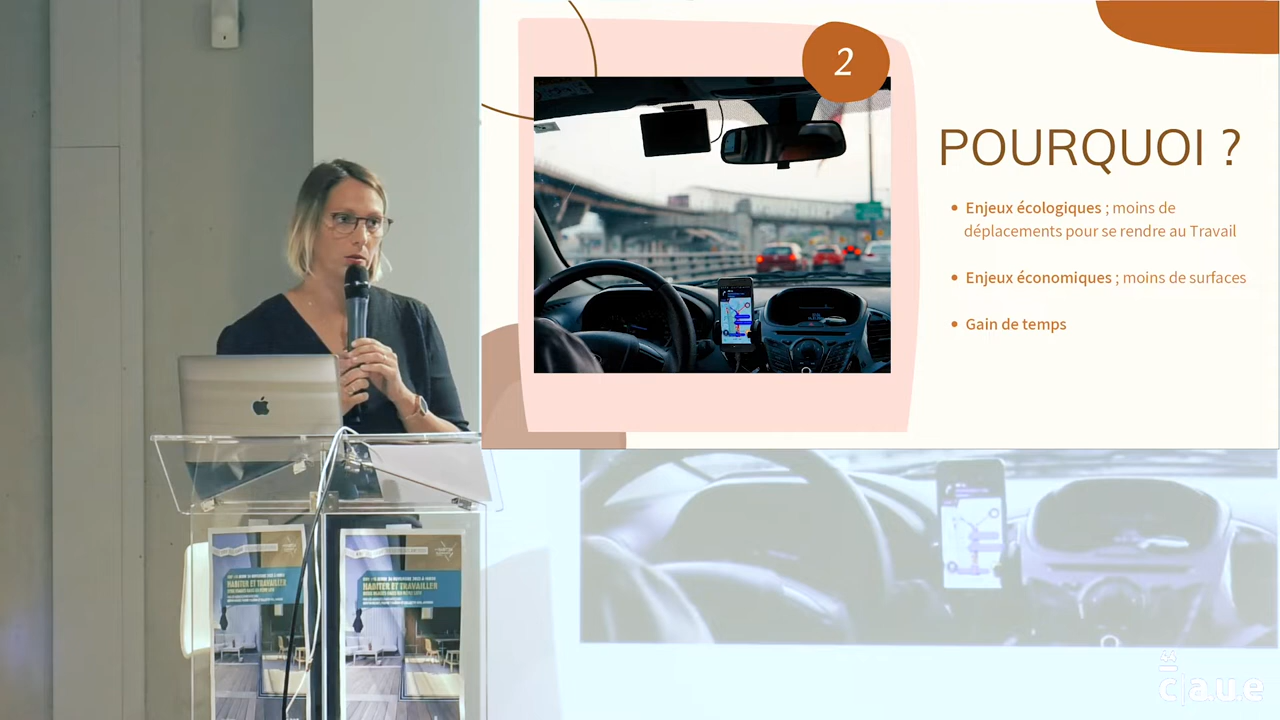 2
POURQUOI ?
• Enjeux écologiques ; moins de
déplacements pour se rendre au Travail
• Enjeux économiques ; moins de surfaces
• Gain de temps
HABITER ET TRAVAILLER
HABITER ET TRAVAILLER
c|a.u.e